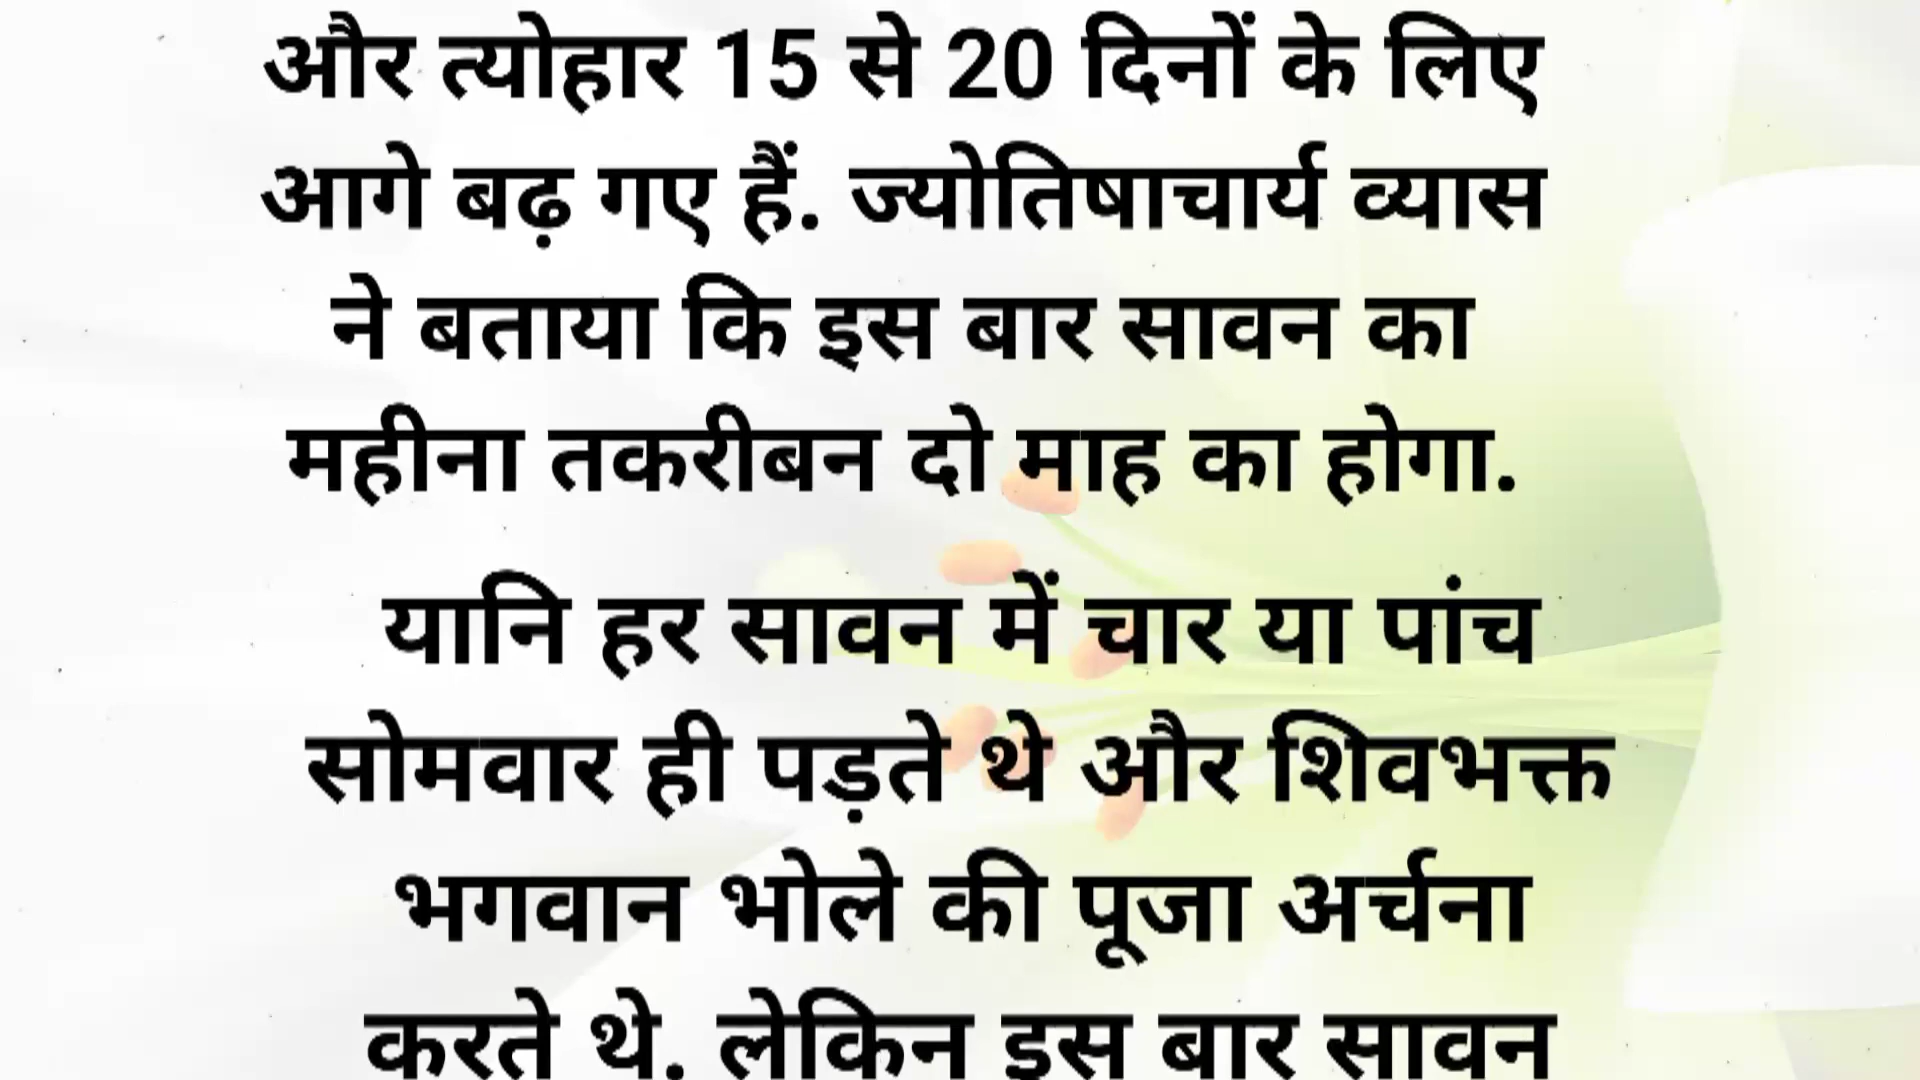 और त्योहार 15 से 20 दिनों के लिए
आगे बढ़ गए हैं. ज्योतिषाचार्य व्यास
ने बताया कि इस बार सावन का
महीना तकरीबन दो माह का होगा.
यानि हर सावन में चार या पांच
सोमवार ही पड़ते थे और शिवभक्त
भगवान भोले की पूजा अर्चना
करते थे. लेकिन इस बार सावन